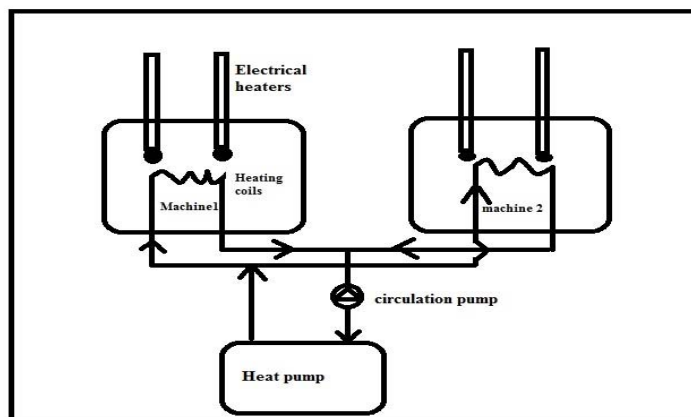 Electrical
heaters
Heating
coils
Machine1
machine 2
circulation pump
Heat pump